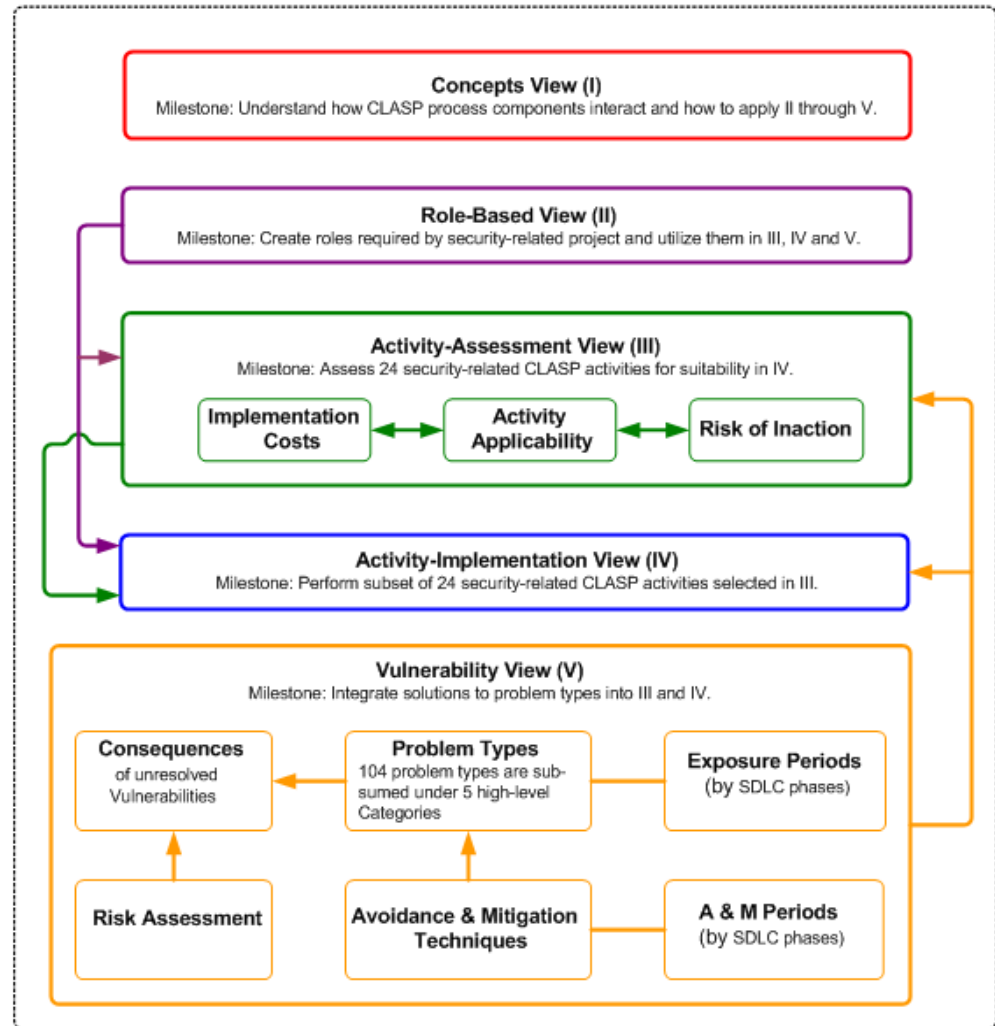 Concepts View (I)
Milestone: Understand how CLASP process components interact and how to apply II through V.
Role-Based View (II)
Milestone: Create roles required by security-related project and utilize them in III, IV and V.
Activity-Assessment View (III)
Milestone: Assess 24 security-related CLASP activities for suitability in IV.
Implementation
Costs
Activity
Applicability
Risk of Inaction
Activity-Implementation View (IV)
Milestone: Perform subset of 24 security-related CLASP activities selected in III.
Vulnerability View (V)
Milestone: Integrate solutions to problem types into III and IV.
Consequences
of unresolved
Vulnerabilities
Problem Types
104 problem types are sub-
sumed under 5 high-level
Categories
Exposure Periods
(by SDLC phases)
Risk Assessment
Avoidance & Mitigation
Techniques
A & M Periods
(by SDLC phases)